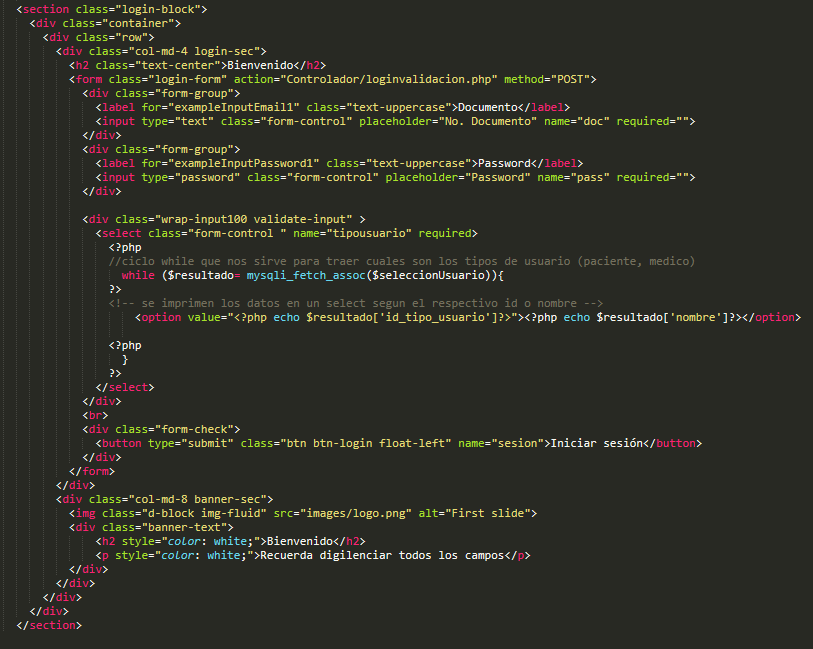 <section class="login-block">
<div class="container">
<div class="row">
<div class="col-md-4 login-sec">
<h2 class="text-center">Bienvenido</h2>
<form class="login-form" action="Controlador/loginvalidacion.php" method="POST">
<div class="form-group">
<label for="exampleInputEmail1" class="text-uppercase">Documento</label>
<input type="text" class="form-control" placeholder="No. Documento" name="doc" required="">
</div>
<div class="form-group">
<label for="exampleInputPassword1" class="text-uppercase">Password</label>
<input type="password" class="form-control" placeholder="Password" name="pass" required="">
</div>
<div class="wrap-input100 validate-input" >
<select class="form-control " name="tipousuario" required>
<?php
//ciclo while que nos sirve para traer cuales son los tipos de usuario (paciente, medico)
while ($resultado= mysqli_fetch_assoc($seleccionUsuario)){
?>
<!-- se imprimen los datos en un select segun el respectivo id o nombre -->
<option value="<?php echo $resultado['id_tipo_usuario']?>"><?php echo $resultado['nombre']?></option>
<?php
}
?>
</select>
</div>
<br>
<div class="form-check">
<button type="submit" class="btn btn-login float-left" name="sesion">Iniciar sesión</button>
</div>
</form>
</div>
<div class="col-md-8 banner-sec">
<img class="d-block img-fluid" src="images/logo.png" alt="First slide">
<div class="banner-text">
<h2 style="color: white;">Bienvenido</h2>
<p style="color: white;">Recuerda digilenciar todos los campos</p>
</div>
</div>
</div>
</div>
</section>